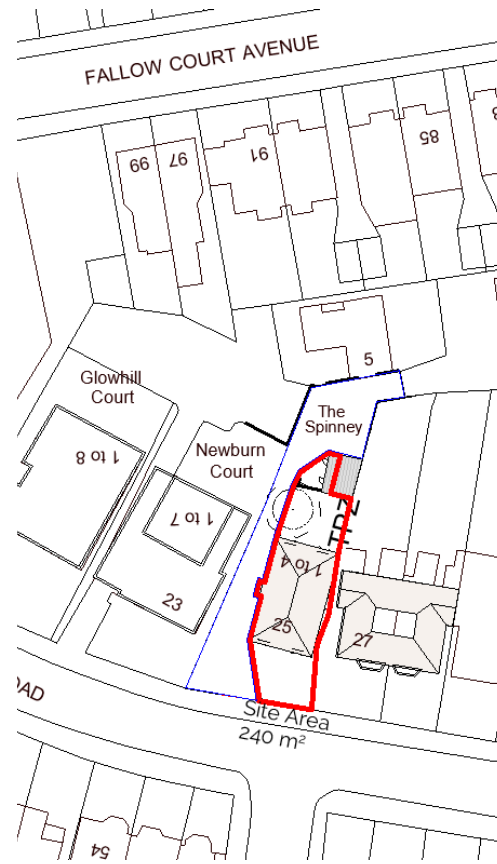 FALLOW COURT AVENUE
99
97
91
85
5
Glowhill
Court
The
Spinney
1 to 8
Newburn
Court
TPZ
1 to 7
1 to 4
23
25
27
Site Area
240 m²
OAD
54